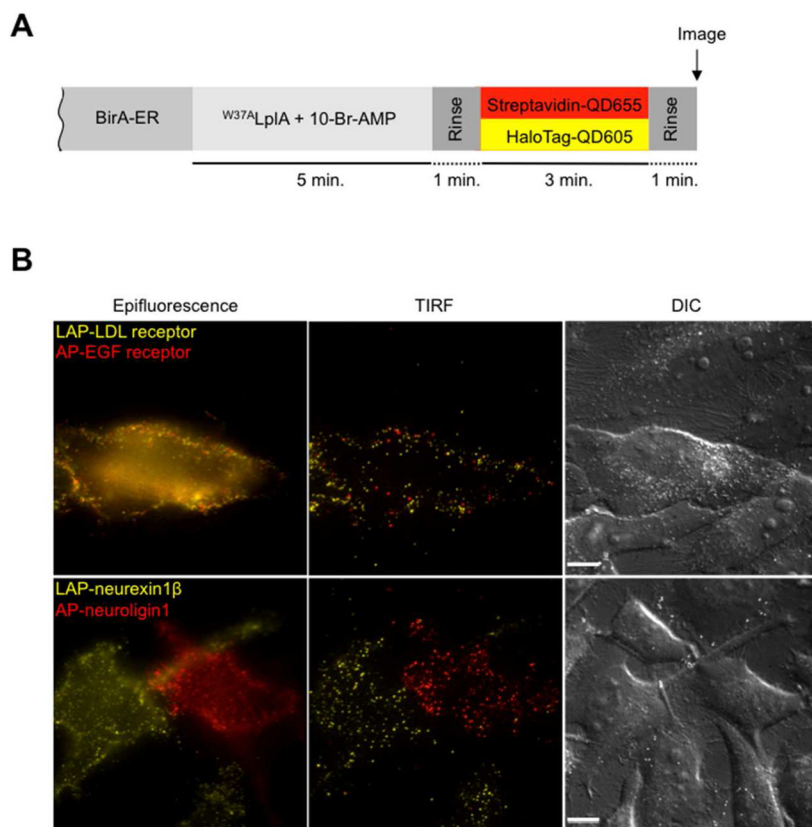 A
Image
BirA-ER
W37ALplA + 10-Br-AMP
Rinse
Streptavidin-QD655
HaloTag-QD605
Rinse
5 min.
1 min.
3 min.
1 min.
B
Epifluorescence
TIRF
DIC
LAP-LDL receptor
AP-EGF receptor
LAP-neurexin1β
AP-neuroligin1